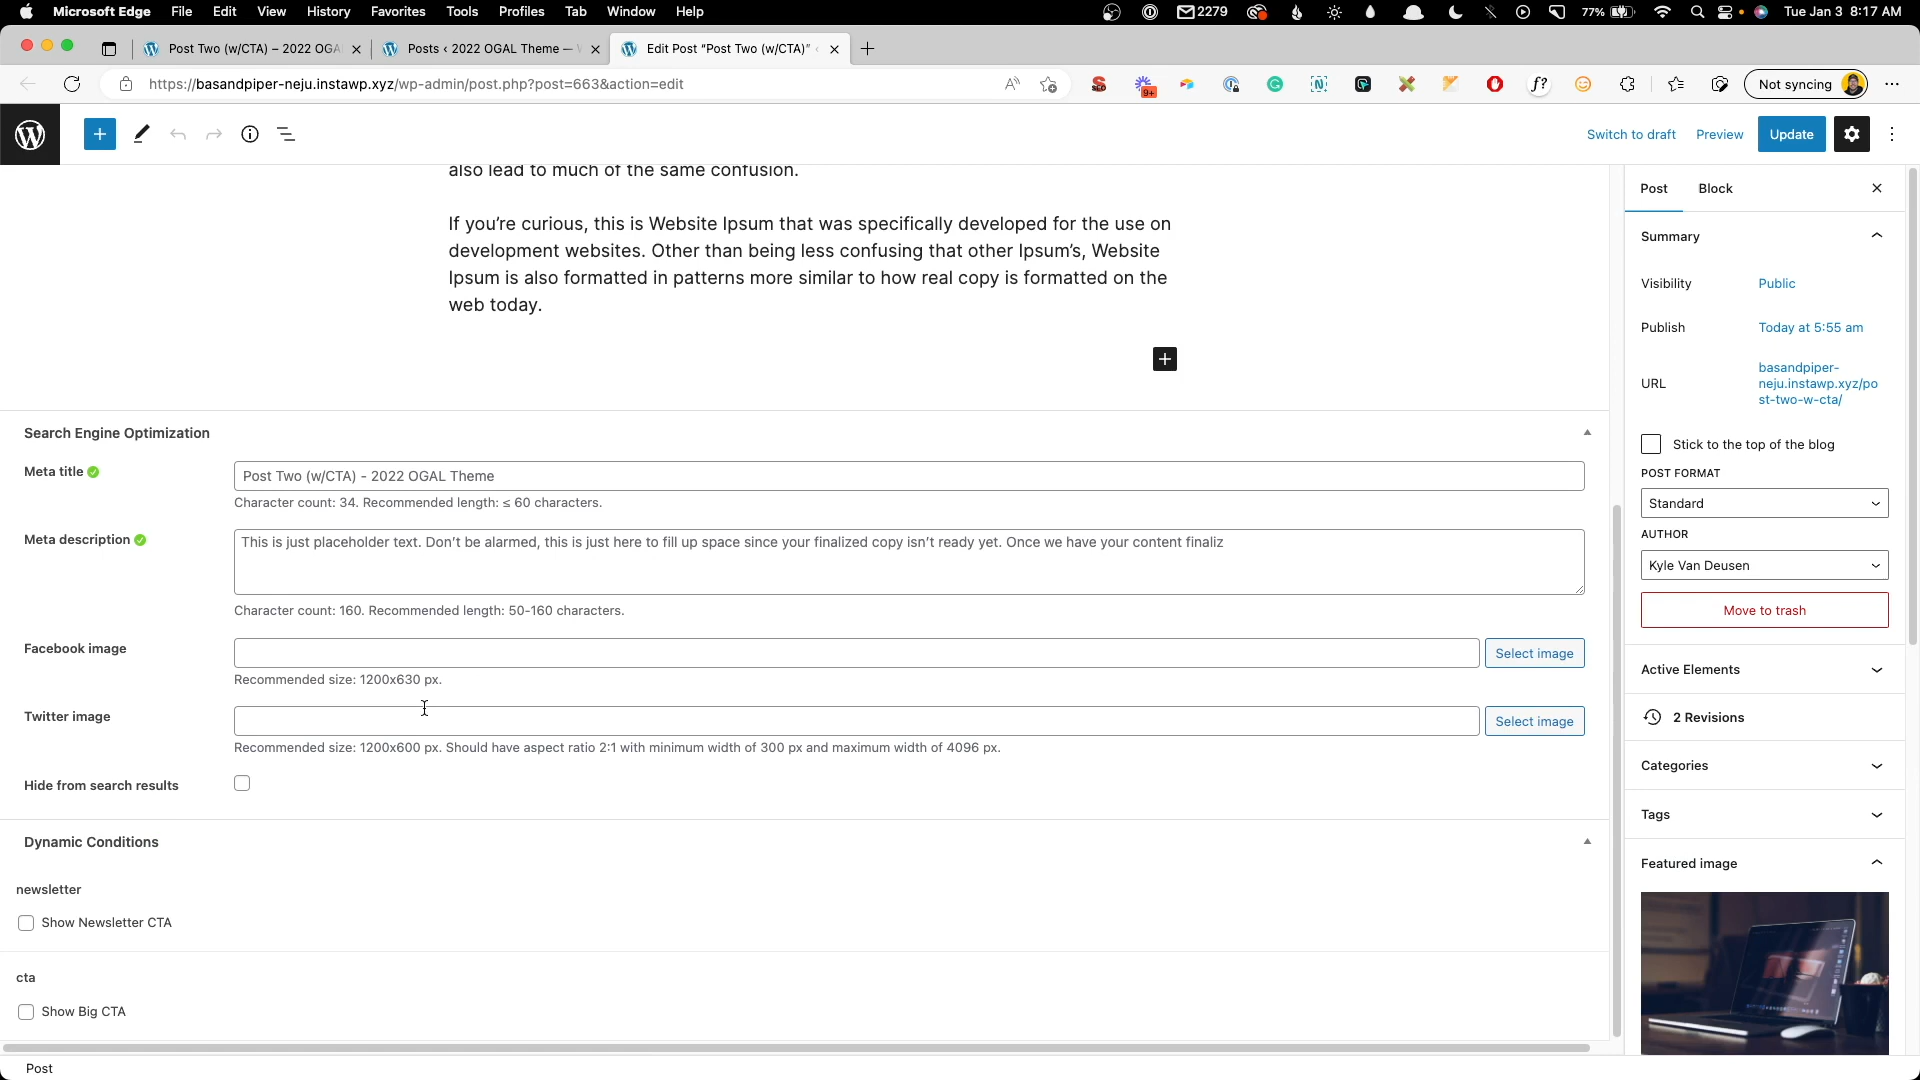 Microsoft Edge File Edit View History Favorites Tools Profiles Tab Window Help 2279 77% Tue Jan 3 8:17 AM
Post Two (w/CTA) – 2022 OGA Posts ‹ 2022 OGAL Theme — Edit Post “Post Two (w/CTA)” ‹
https://basandpiper-neju.instawp.xyz/wp-admin/post.php?post=663&action=edit 9+ f? Not syncing
Switch to draft Preview Update
also lead to much of the same confusion.
If you’re curious, this is Website Ipsum that was specifically developed for the use on
development websites. Other than being less confusing that other Ipsum’s, Website
Ipsum is also formatted in patterns more similar to how real copy is formatted on the
web today.
Search Engine Optimization
Meta title
Post Two (w/CTA) - 2022 OGAL Theme
Character count: 34. Recommended length: ≤ 60 characters.
Meta description
This is just placeholder text. Don’t be alarmed, this is just here to fill up space since your finalized copy isn’t ready yet. Once we have your content finaliz
Character count: 160. Recommended length: 50-160 characters.
Facebook image
Select image
Recommended size: 1200x630 px.
Twitter image
Select image
Recommended size: 1200x600 px. Should have aspect ratio 2:1 with minimum width of 300 px and maximum width of 4096 px.
Hide from search results
Dynamic Conditions
newsletter
Show Newsletter CTA
cta
Show Big CTA
Post
Post Block
Summary
Visibility Public
Publish Today at 5:55 am
URL
basandpiper-
neju.instawp.xyz/po
st-two-w-cta/
Stick to the top of the blog
POST FORMAT
Standard
AUTHOR
Kyle Van Deusen
Move to trash
Active Elements
2 Revisions
Categories
Tags
Featured image